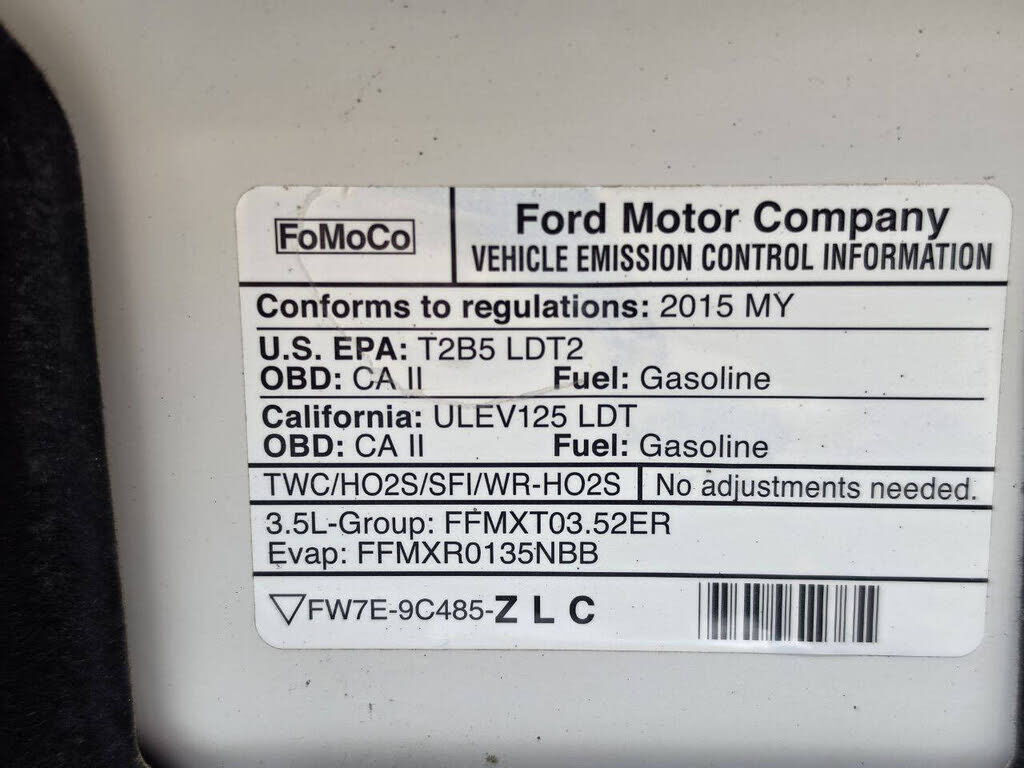 FoMoCo
Ford Motor Company
VEHICLE EMISSION CONTROL INFORMATION
Conforms to regulations: 2015 MY
U.S. EPA: T2B5 LDT2
OBD: CA II Fuel: Gasoline
California: ULEV125 LDT
OBD: CA II Fuel: Gasoline
TWC/HO2S/SFI/WR-HO2S No adjustments needed.
3.5L-Group: FFMXT03.52ER
Evap: FFMXR0135NBB
▽FW7E-9C485-Z L C